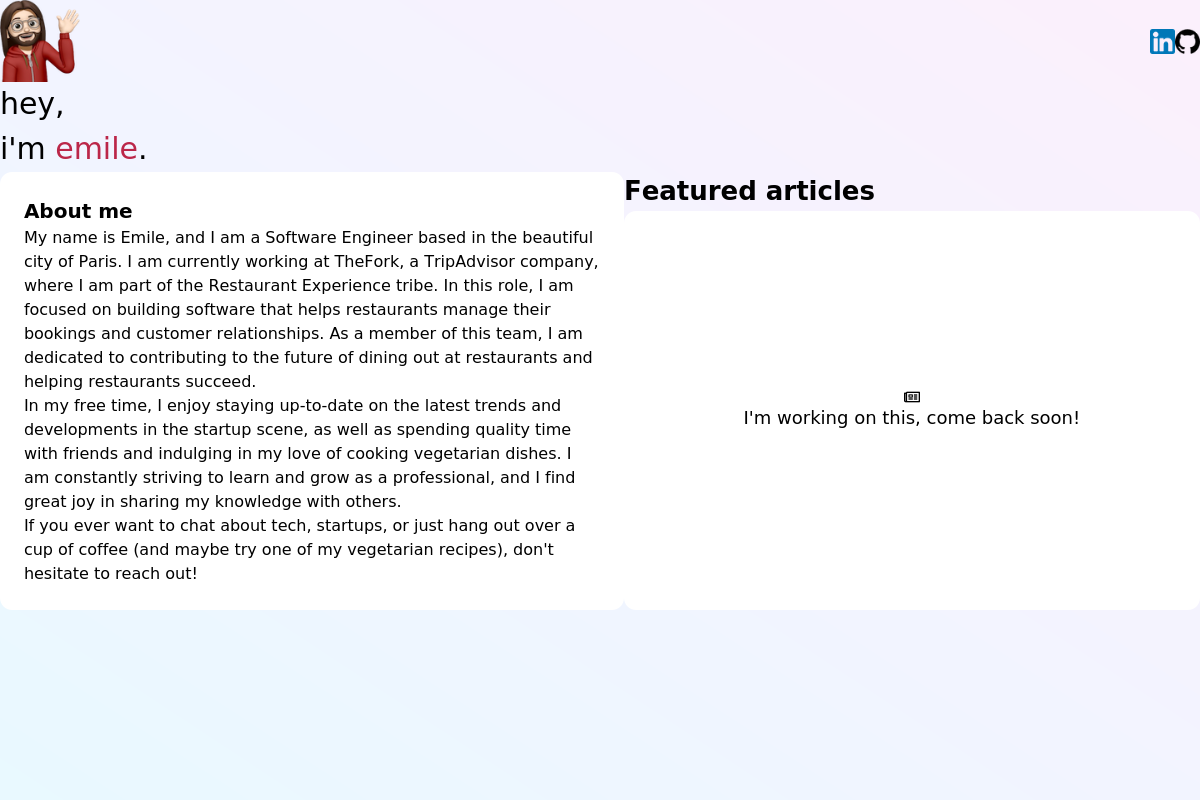 in
hey,
i'm emile.
About me
My name is Emile, and I am a Software Engineer based in the beautiful
city of Paris. I am currently working at TheFork, a TripAdvisor company,
where I am part of the Restaurant Experience tribe. In this role, I am
focused on building software that helps restaurants manage their
bookings and customer relationships. As a member of this team, I am
dedicated to contributing to the future of dining out at restaurants and
helping restaurants succeed.
In my free time, I enjoy staying up-to-date on the latest trends and
developments in the startup scene, as well as spending quality time
with friends and indulging in my love of cooking vegetarian dishes. I
am constantly striving to learn and grow as a professional, and I find
great joy in sharing my knowledge with others.
If you ever want to chat about tech, startups, or just hang out over a
cup of coffee (and maybe try one of my vegetarian recipes), don't
hesitate to reach out!
Featured articles
I'm working on this, come back soon!